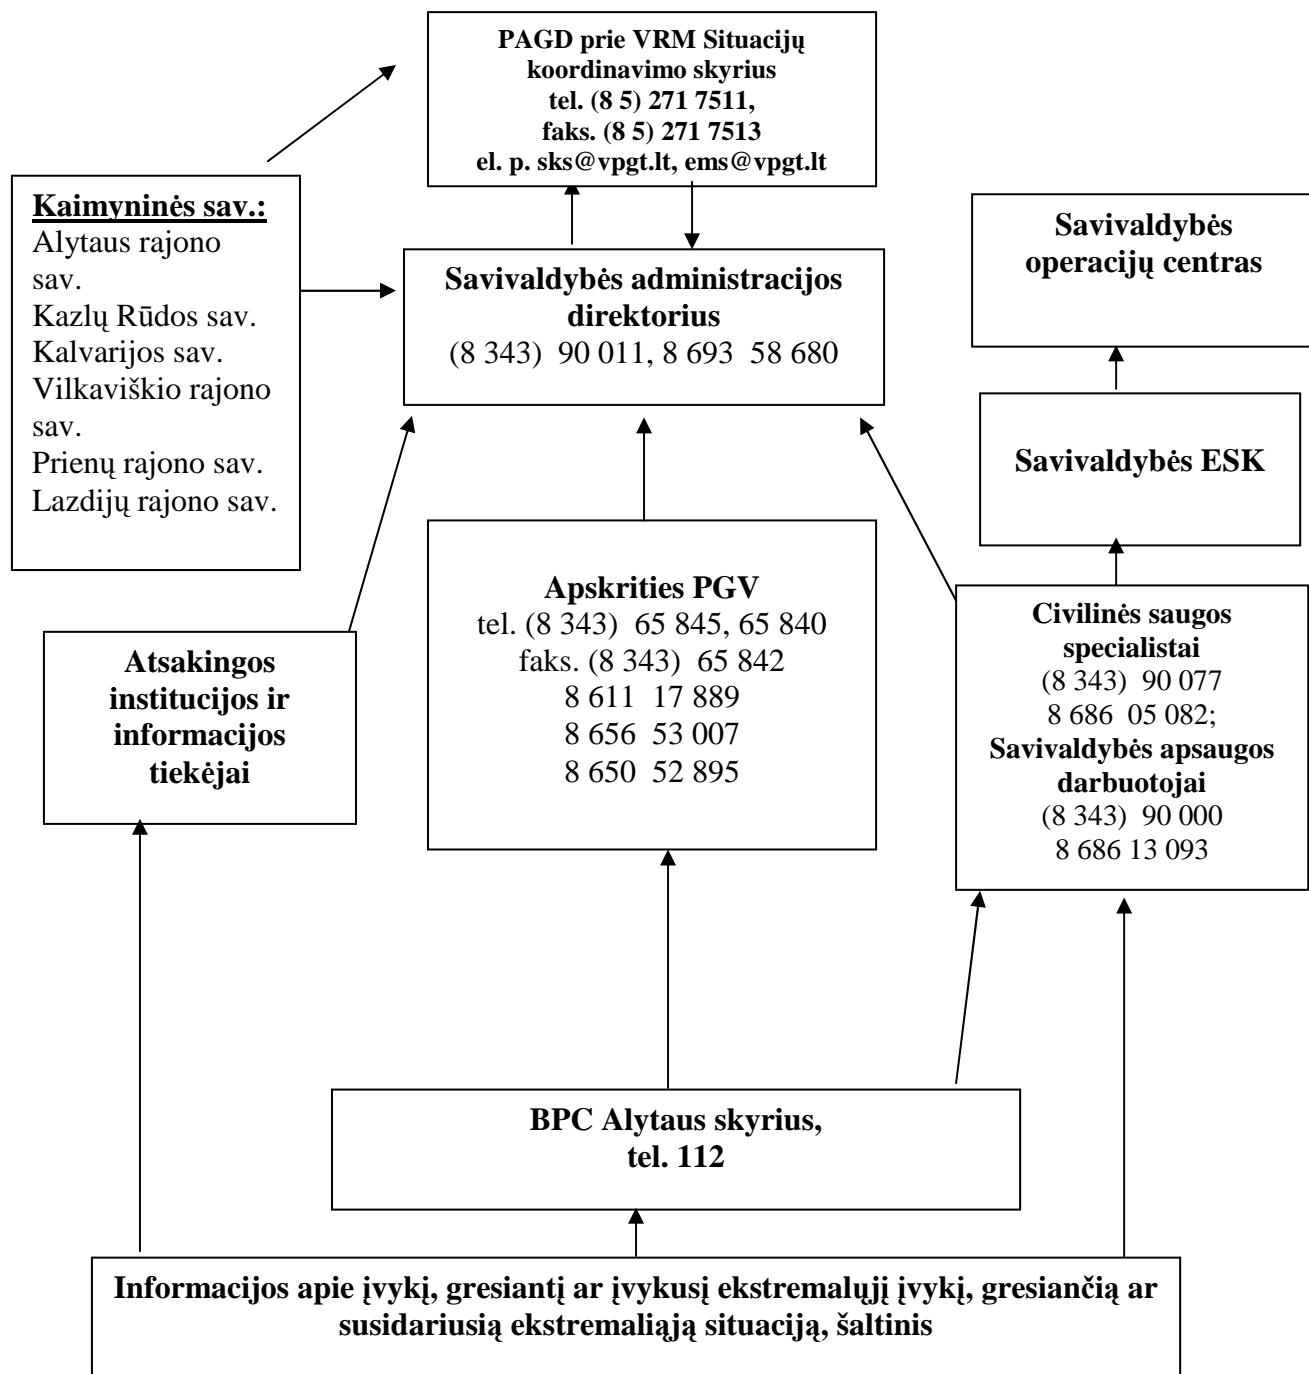 PAGD prie VRM Situacijų
koordinavimo skyrius
tel. (8 5) 271 7511,
faks. (8 5) 271 7513
el. p. sks@vpgt.lt, ems@vpgt.lt
Kaimyninės sav.:
Alytaus rajono
sav.
Kazlų Rūdos sav.
Kalvarijos sav.
Vilkaviškio rajono
sav.
Prienų rajono sav.
Lazdijų rajono sav.
Savivaldybės administracijos
direktorius
(8 343) 90 011, 8 693 58 680
Savivaldybės
operacijų centras
Savivaldybės ESK
Apskrities PGV
tel. (8 343) 65 845, 65 840
faks. (8 343) 65 842
8 611 17 889
8 656 53 007
8 650 52 895
Atsakingos
institucijos ir
informacijos
tiekėjai
Civilinės saugos
specialistai
(8 343) 90 077
8 686 05 082;
Savivaldybės apsaugos
darbuotojai
(8 343) 90 000
8 686 13 093
BPC Alytaus skyrius,
tel. 112
Informacijos apie įvykį, gresiantį ar įvykusį ekstremalųjį įvykį, gresiančią ar
susidariusią ekstremaliąją situaciją, šaltinis